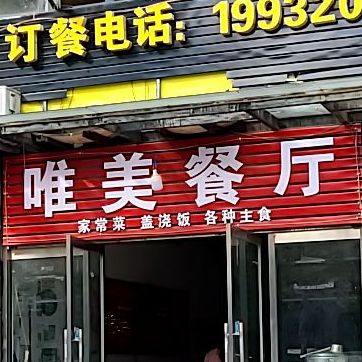 订餐电话: 199320
唯美餐厅
家常菜 盖浇饭 各种主食